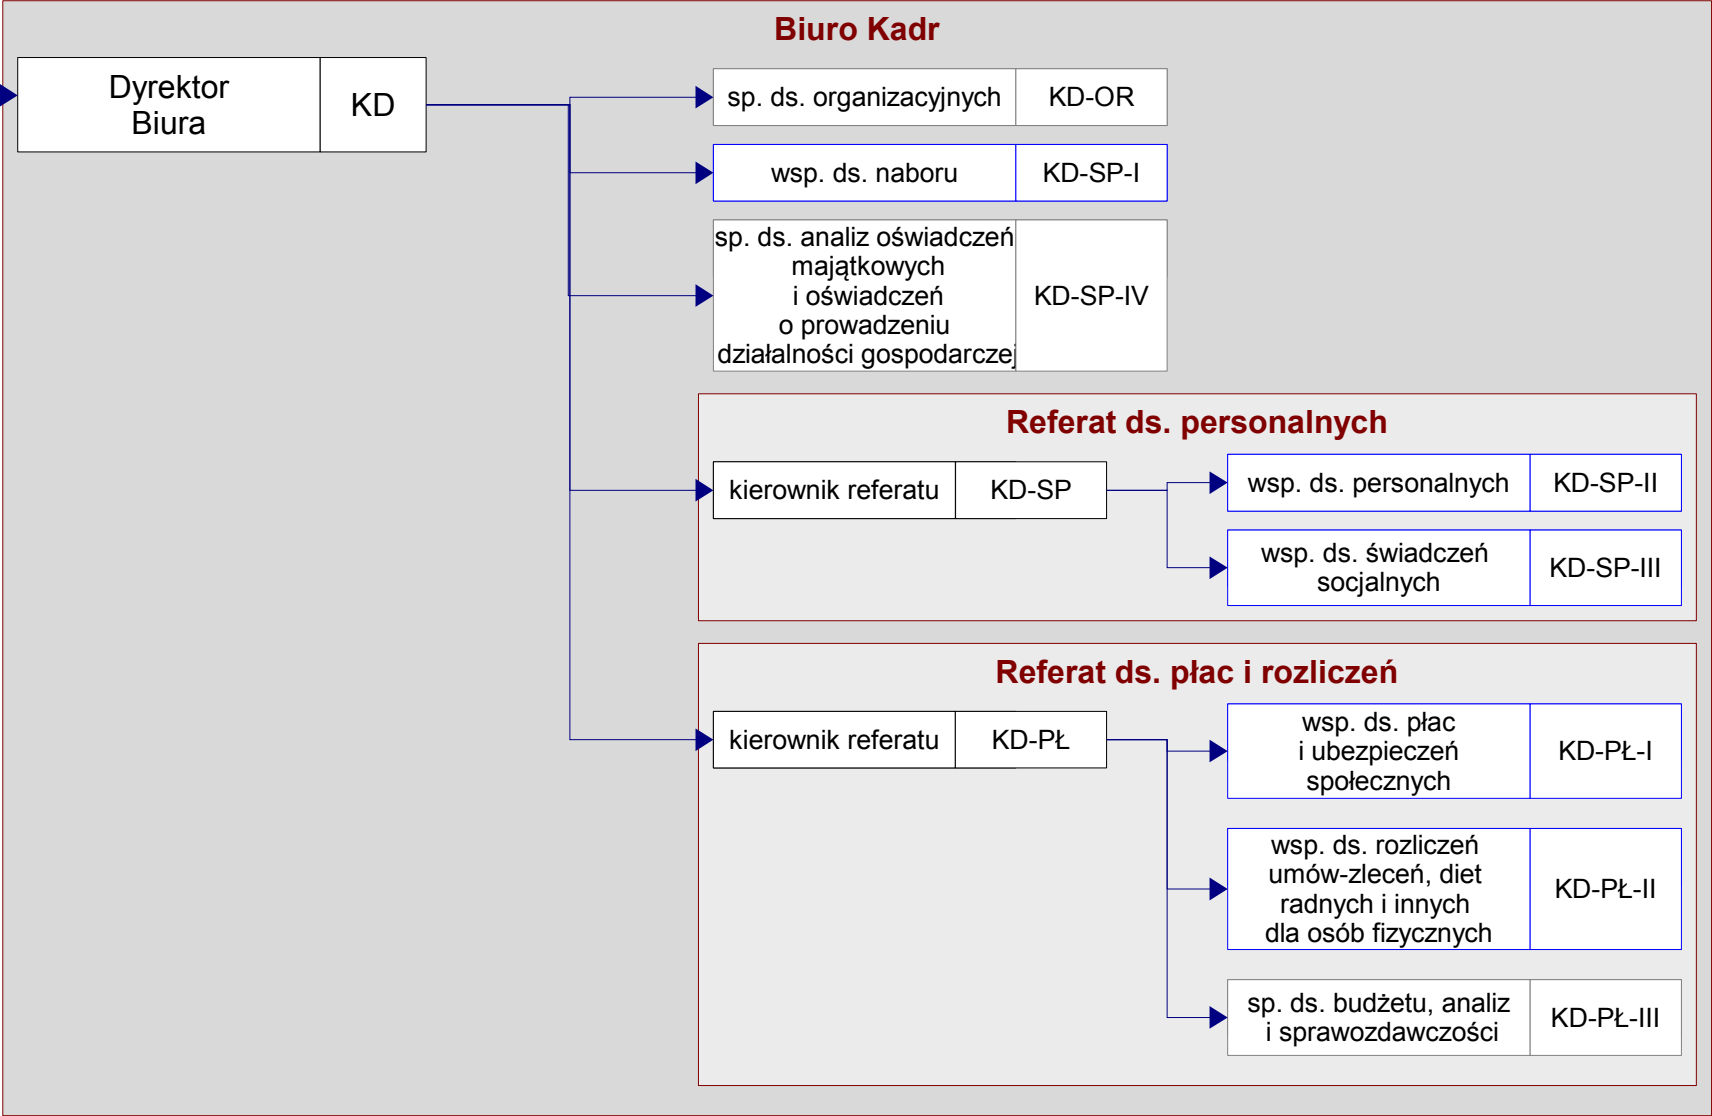 Biuro Kadr
Dyrektor
Biura
KD
sp. ds. organizacyjnych
KD-OR
wsp. ds. naboru
KD-SP-I
sp. ds. analiz oświadczeń
majątkowych
i oświadczeń
o prowadzeniu
działalności gospodarczej
KD-SP-IV
Referat ds. personalnych
kierownik referatu
KD-SP
wsp. ds. personalnych
KD-SP-II
wsp. ds. świadczeń
socjalnych
KD-SP-III
Referat ds. płac i rozliczeń
kierownik referatu
KD-PŁ
wsp. ds. płac
i ubezpieczeń
społecznych
KD-PŁ-I
wsp. ds. rozliczeń
umów-zleceń, diet
radnych i innych
dla osób fizycznych
KD-PŁ-II
sp. ds. budżetu, analiz
i sprawozdawczości
KD-PŁ-III